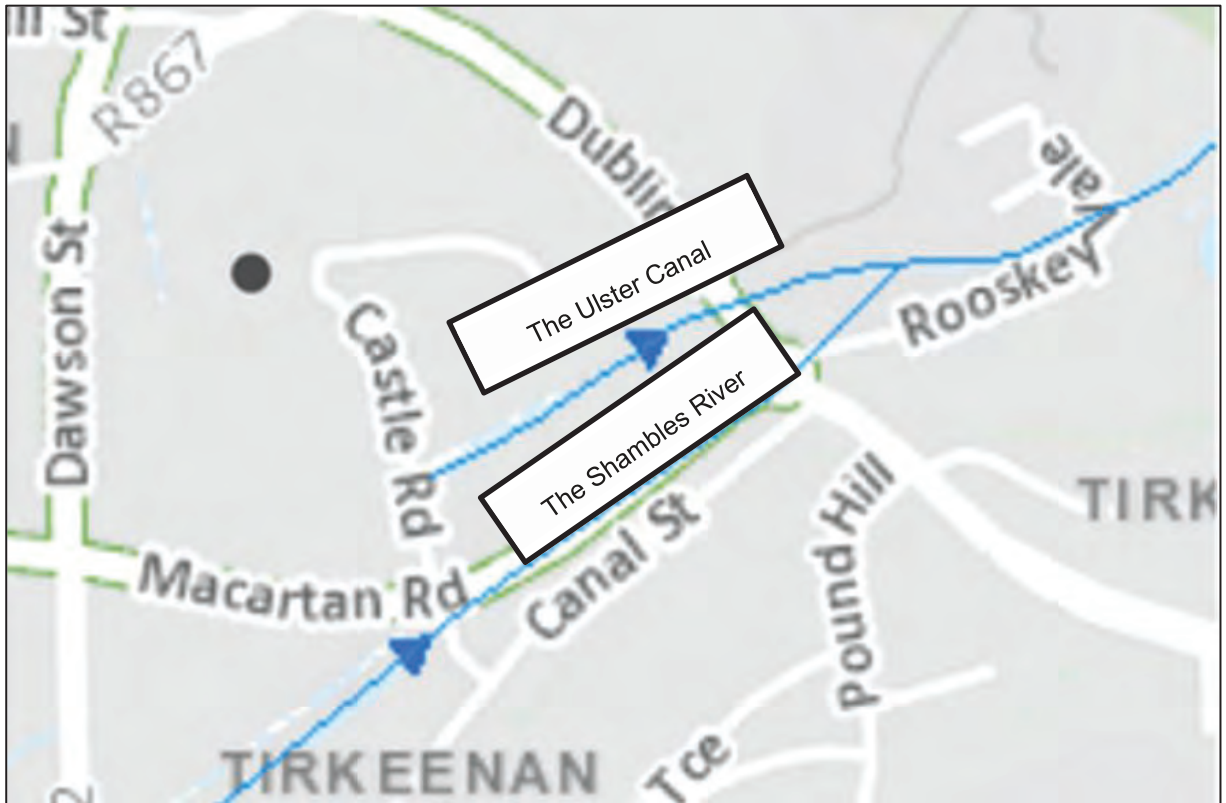 ill St
R867
Dublin
Vale
Dawson St
The Ulster Canal
Rooskey
Castle Rd
The Shambles River
TIRK
Macartan Rd
Canal St
Pound Hill
TIRKEENAN
Tce
2